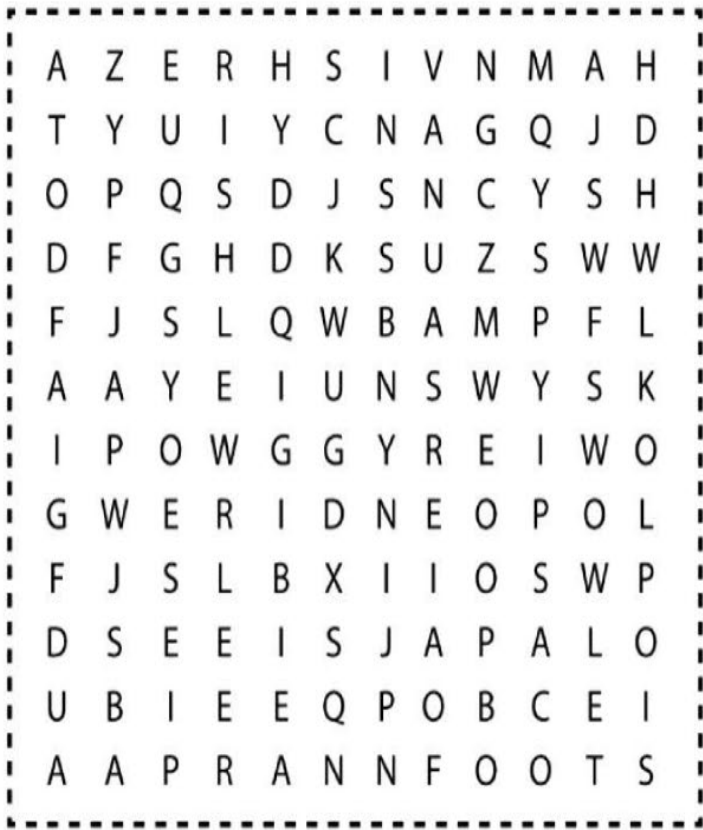 A Z E R H S I V N M A H
T Y U I Y C N A G Q J D
O P Q S D J S N C Y S H
D F G H D K S U Z S W W
F J S L Q W B A M P F L
A A Y E I U N S W Y S K
I P O W G G Y R E I W O
G W E R I D N E O P O L
F J S L B X I I O S W P
D S E E I S J A P A L O
U B I E E Q P O B C E I
A A P R A N N F O O T S